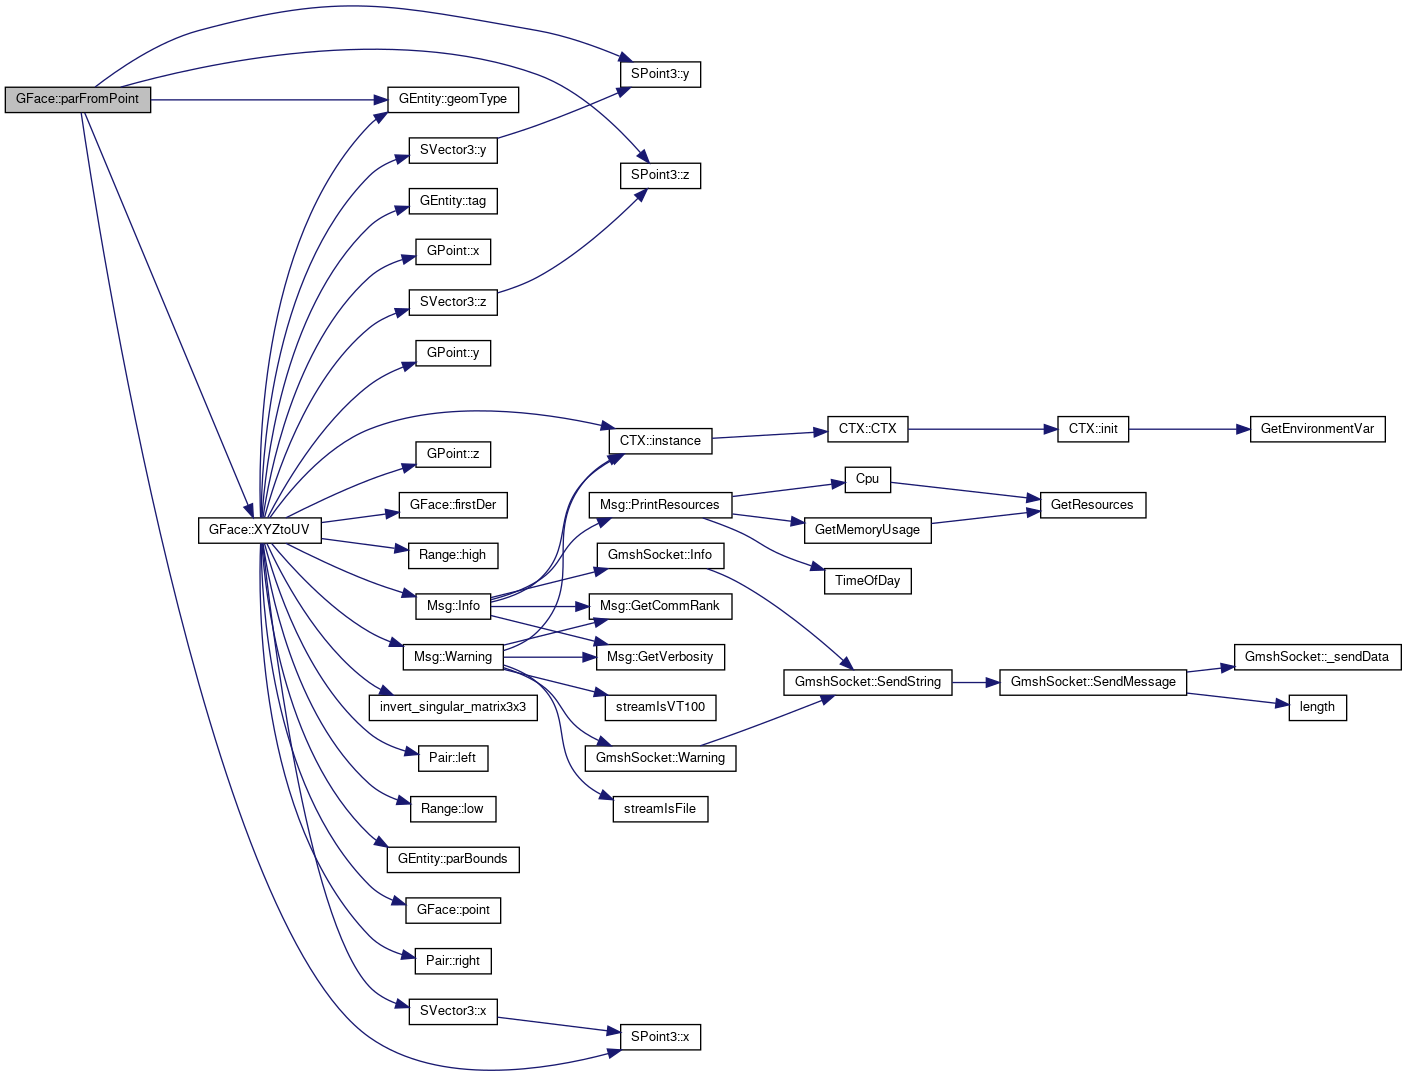 GFace::parFromPoint
SPoint3::y
GEntity::geomType
SVector3::y
SPoint3::z
GEntity::tag
GPoint::x
SVector3::z
GPoint::y
CTX::instance
CTX::CTX
CTX::init
GetEnvironmentVar
GPoint::z
Cpu
GFace::firstDer
Msg::PrintResources
GetResources
GFace::XYZtoUV
GetMemoryUsage
Range::high
GmshSocket::Info
TimeOfDay
Msg::Info
Msg::GetCommRank
Msg::Warning
Msg::GetVerbosity
GmshSocket::_sendData
GmshSocket::SendString
GmshSocket::SendMessage
invert_singular_matrix3x3
streamIsVT100
length
Pair::left
GmshSocket::Warning
Range::low
streamIsFile
GEntity::parBounds
GFace::point
Pair::right
SVector3::x
SPoint3::x